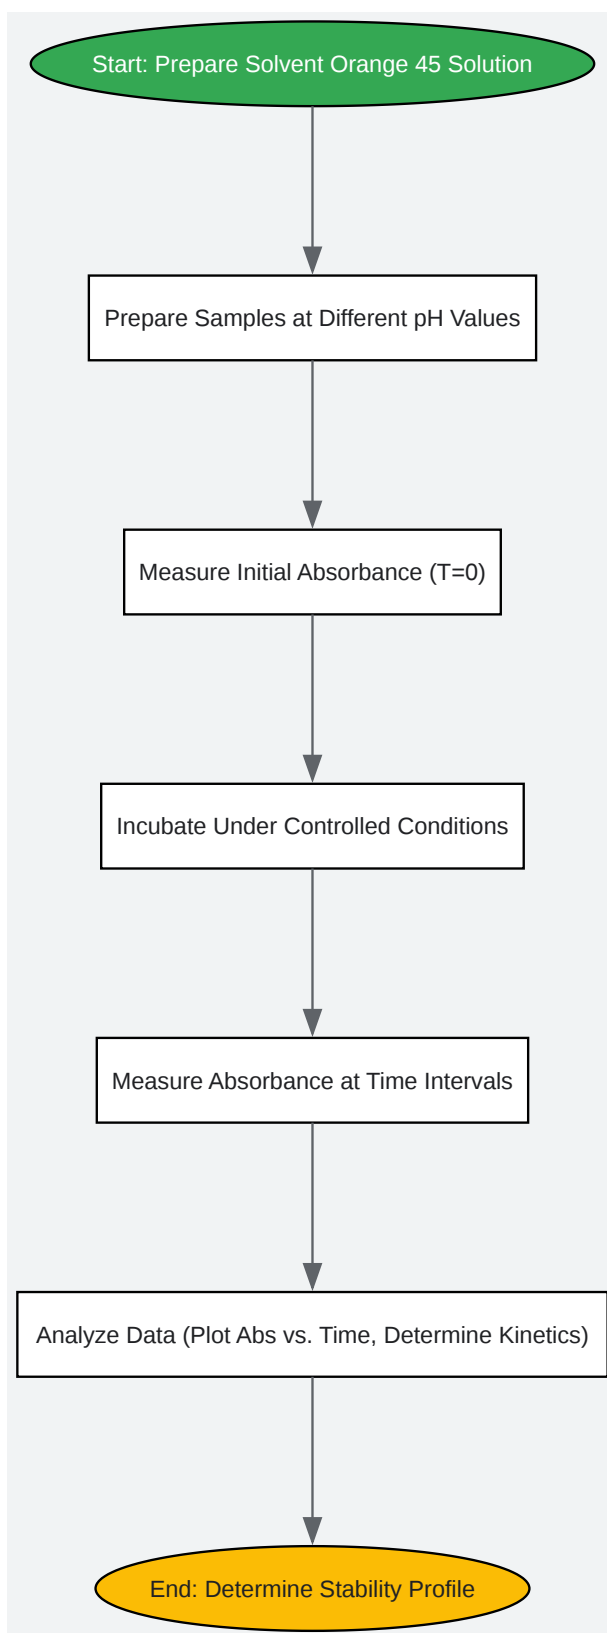 Start: Prepare Solvent Orange 45 Solution
Prepare Samples at Different pH Values
Measure Initial Absorbance (T=0)
Incubate Under Controlled Conditions
Measure Absorbance at Time Intervals
Analyze Data (Plot Abs vs. Time, Determine Kinetics)
End: Determine Stability Profile